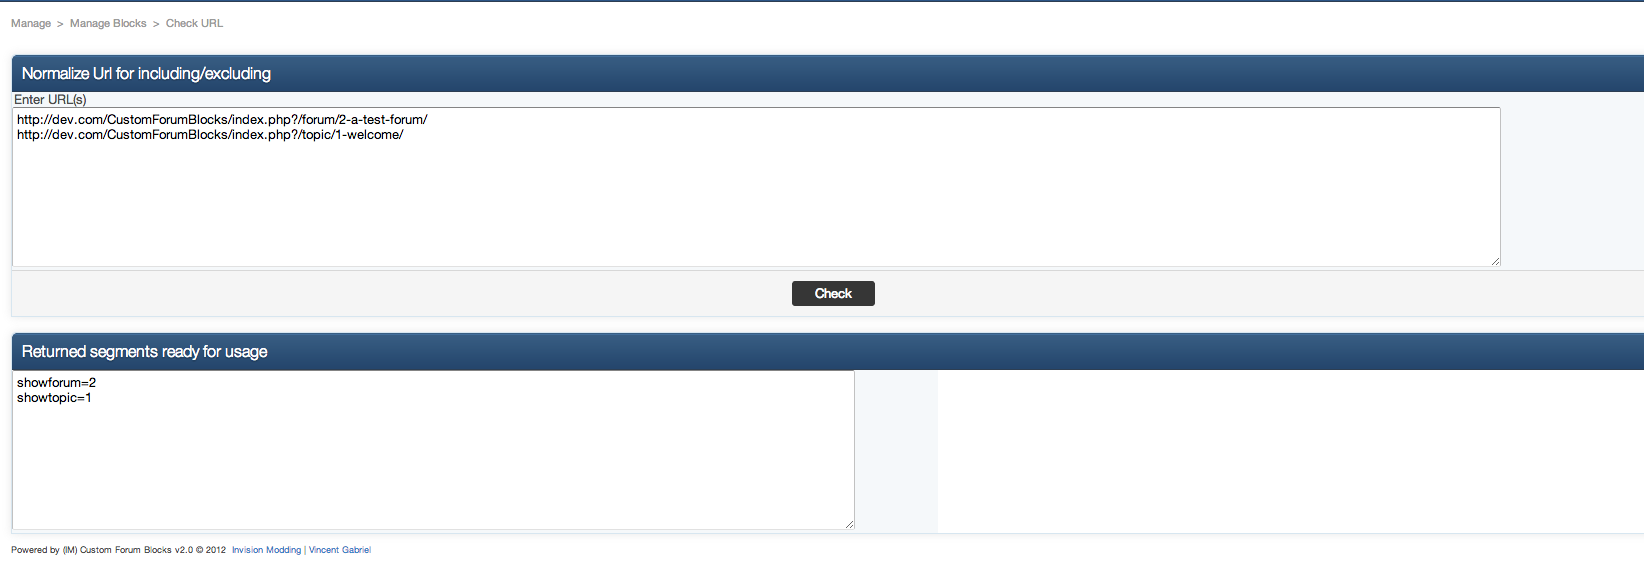 Manage > Manage Blocks > Check URL
Normalize Url for including/excluding
Enter URL(s)
http://dev.com/CustomForumBlocks/index.php?/forum/2-a-test-forum/
http://dev.com/CustomForumBlocks/index.php?/topic/1-welcome/
Check
Returned segments ready for usage
showforum=2
showtopic=1
Powered by (IM) Custom Forum Blocks v2.0 © 2012 Invision Modding | Vincent Gabriel